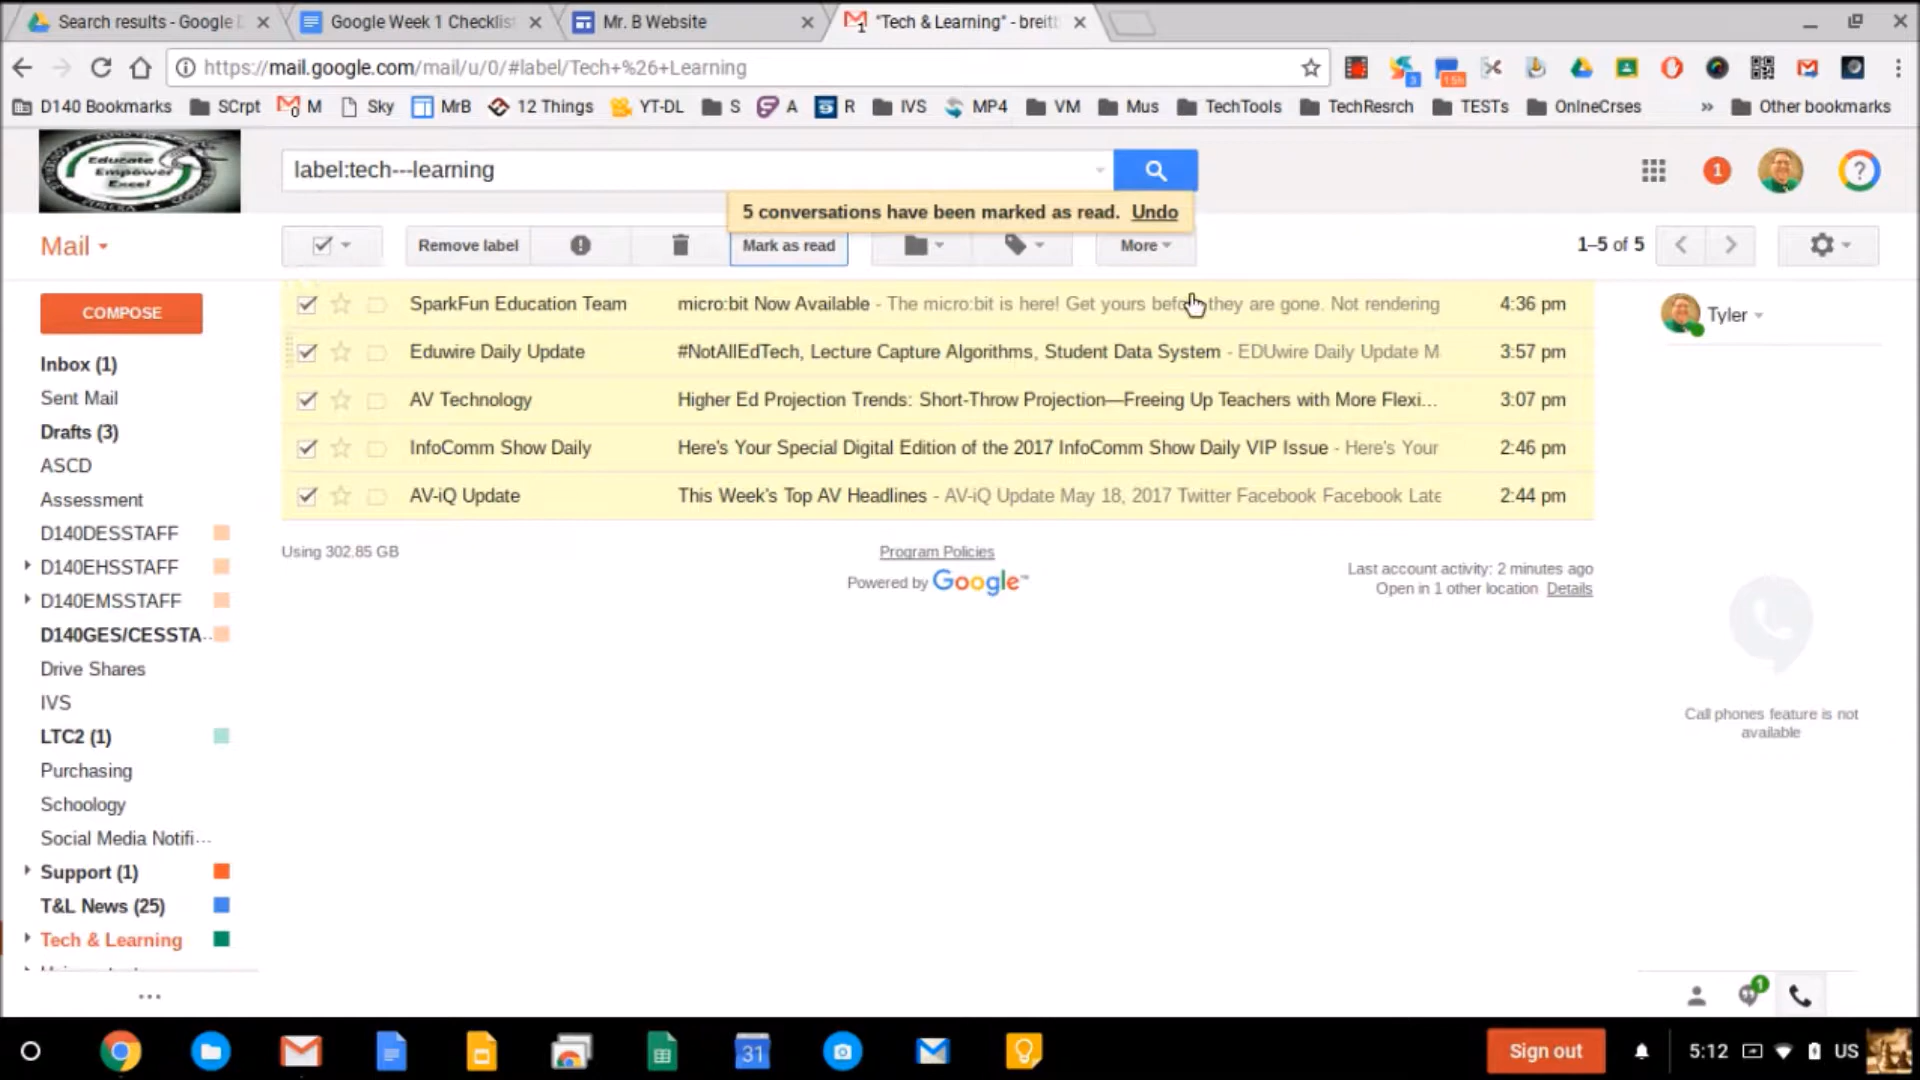 Search results - Google D
Google Week 1 Checklist
Mr. B Website
"Tech & Learning" - breitt
https://mail.google.com/mail/u/0/#label/Tech+%26+Learning
D140 Bookmarks SCrpt M Sky MrB 12 Things YT-DL S A R IVS MP4 VM Mus TechTools TechResrch TESTs OnlneCrses » Other bookmarks
Educate
Empower
Excel
label:tech---learning
1
?
5 conversations have been marked as read. Undo
Mail
Remove label
Mark as read
More
1–5 of 5
COMPOSE
SparkFun Education Team micro:bit Now Available - The micro:bit is here! Get yours before they are gone. Not rendering 4:36 pm
Eduwire Daily Update #NotAllEdTech, Lecture Capture Algorithms, Student Data System - EDUwire Daily Update M 3:57 pm
AV Technology Higher Ed Projection Trends: Short-Throw Projection—Freeing Up Teachers with More Flexi... 3:07 pm
InfoComm Show Daily Here's Your Special Digital Edition of the 2017 InfoComm Show Daily VIP Issue - Here's Your 2:46 pm
AV-iQ Update This Week's Top AV Headlines - AV-iQ Update May 18, 2017 Twitter Facebook Facebook Late 2:44 pm
Tyler
Inbox (1)
Sent Mail
Drafts (3)
ASCD
Assessment
D140DESSTAFF
D140EHSSTAFF
D140EMSSTAFF
D140GES/CESSTA...
Drive Shares
IVS
LTC2 (1)
Purchasing
Schoology
Social Media Notifi...
Support (1)
T&L News (25)
Tech & Learning
...
Using 302.85 GB
Program Policies
Powered by Google™
Last account activity: 2 minutes ago
Open in 1 other location Details
Call phones feature is not
available
1
31
Sign out
5:12
US